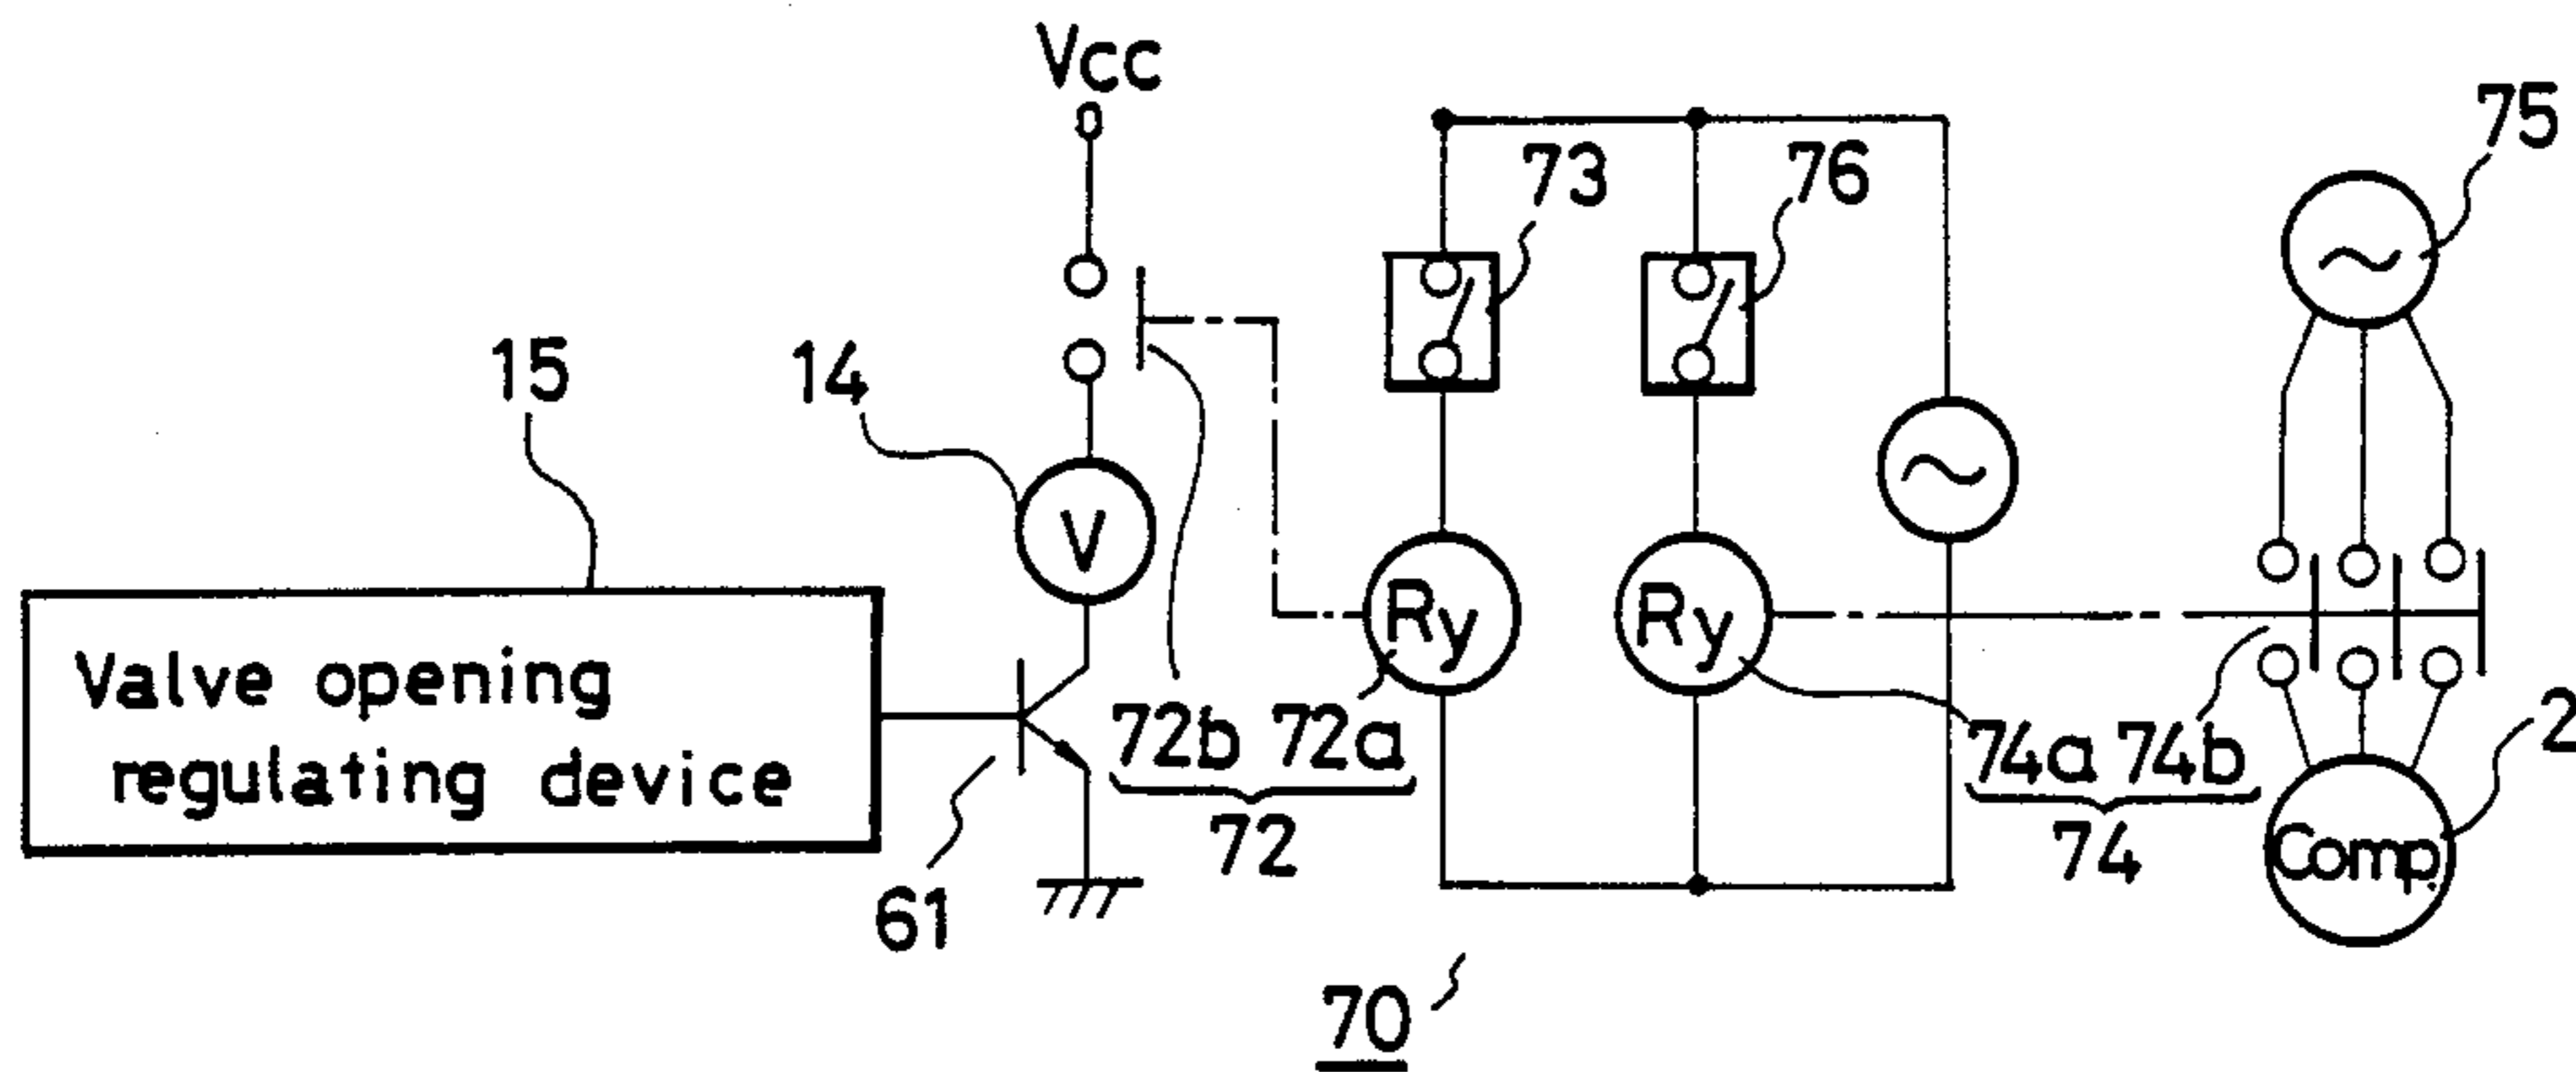 Vcc
75
73
76
15
14
V
Valve opening
regulating device
Ry
Ry
72b 72a
72
74a 74b
74
2
Comp.
61
70